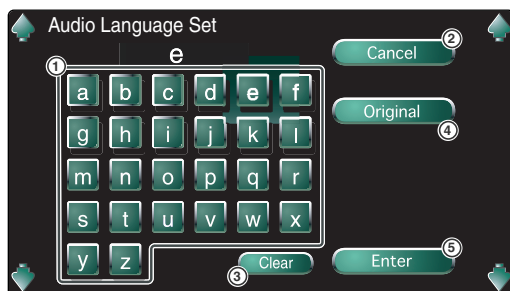 Audio Language Set
e
② Cancel
①
a b c d e f
Original
④
g h i j k l
m n o p q r
s t u v w x
y z
③ Clear
Enter ⑤